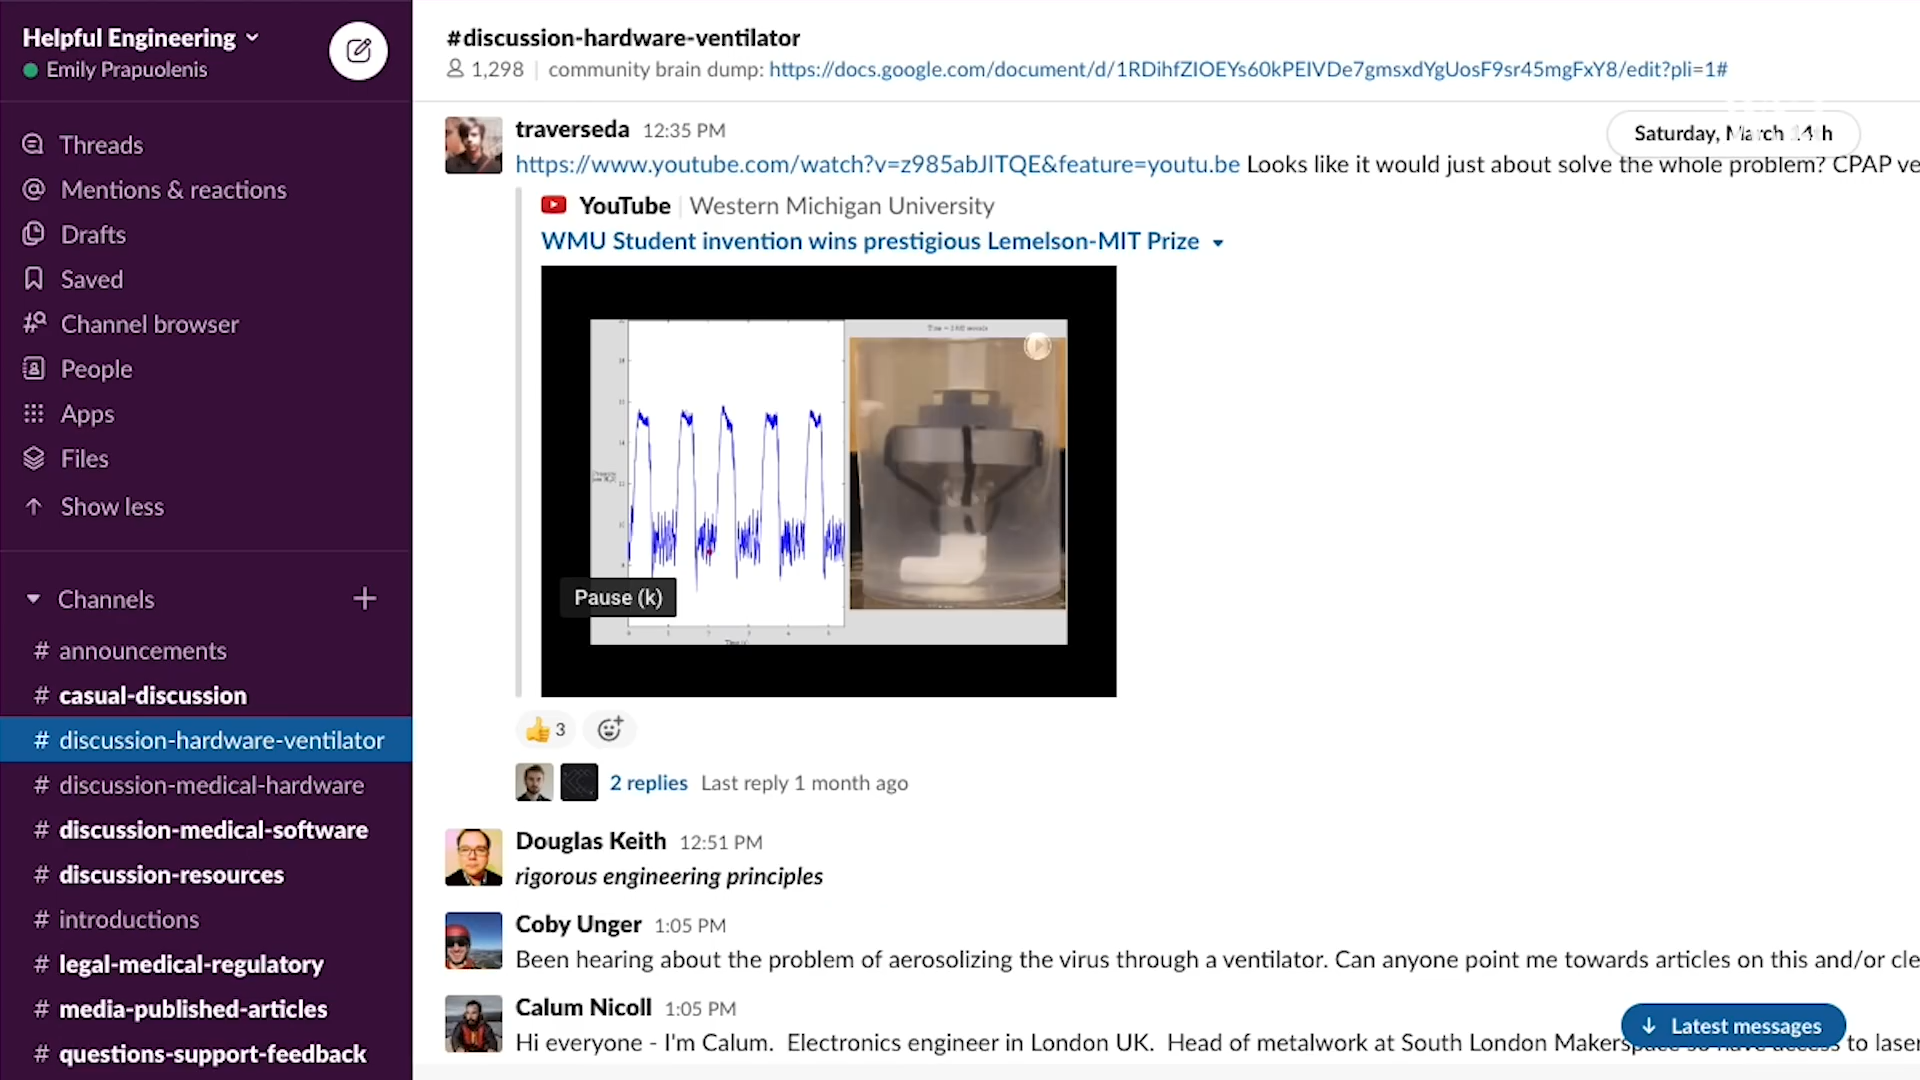 Helpful Engineering
Emily Prapuolenis
Threads
Mentions & reactions
Drafts
Saved
Channel browser
People
Apps
Files
Show less
Channels
# announcements
# casual-discussion
# discussion-hardware-ventilator
# discussion-medical-hardware
# discussion-medical-software
# discussion-resources
# introductions
# legal-medical-regulatory
# media-published-articles
# questions-support-feedback
#discussion-hardware-ventilator
1,298 | community brain dump: https://docs.google.com/document/d/1RDihfZIOEYs60kPEIVDe7gmsxdYgUosF9sr45mgFxY8/edit?pli=1#
Saturday, March 14th
traverseda 12:35 PM
https://www.youtube.com/watch?v=z985abJITQE&feature=youtu.be Looks like it would just about solve the whole problem? CPAP ve
YouTube | Western Michigan University
WMU Student invention wins prestigious Lemelson-MIT Prize
Pause (k)
3
2 replies Last reply 1 month ago
Douglas Keith 12:51 PM
rigorous engineering principles
Coby Unger 1:05 PM
Been hearing about the problem of aerosolizing the virus through a ventilator. Can anyone point me towards articles on this and/or cle
Calum Nicoll 1:05 PM
Hi everyone - I'm Calum. Electronics engineer in London UK. Head of metalwork at South London Makerspace so have access to laser
Latest messages